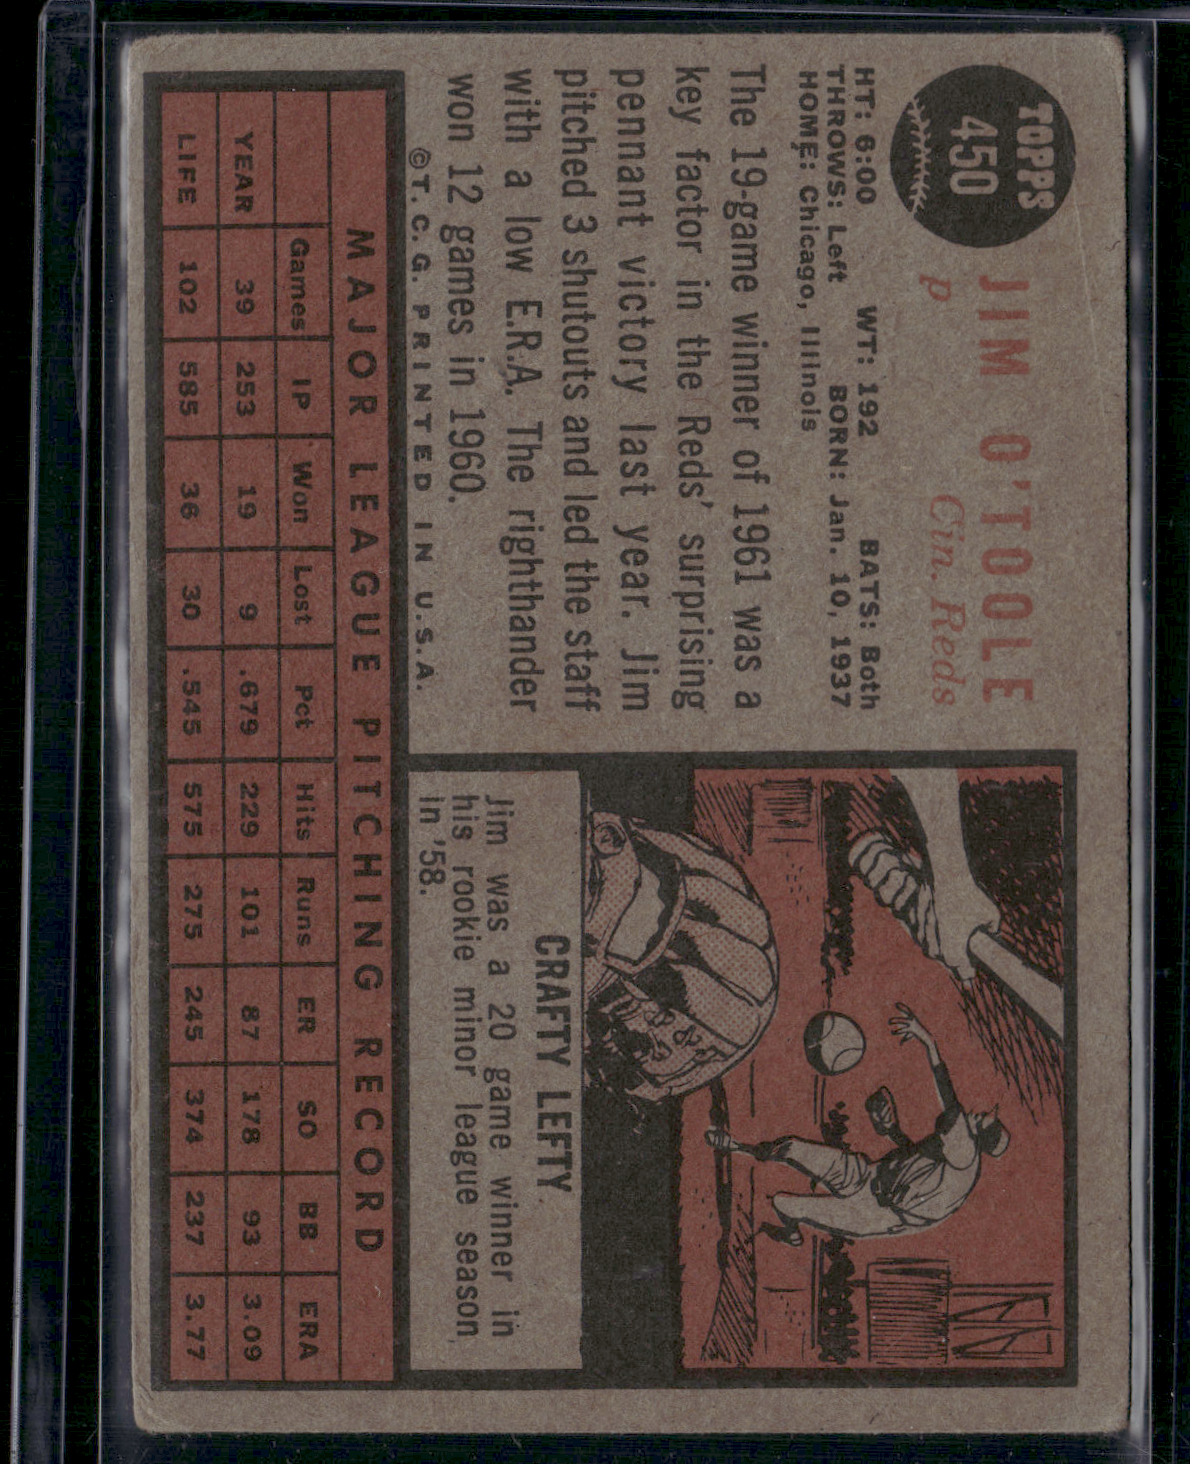 TOPPS
450
JIM O'TOOLE
p Cin. Reds
HT: 6:00 WT: 192 BATS: Both
THROWS: Left BORN: Jan. 10, 1937
HOME: Chicago, Illinois
The 19-game winner of 1961 was a
key factor in the Reds' surprising
pennant victory last year. Jim
pitched 3 shutouts and led the staff
with a low E.R.A. The righthander
won 12 games in 1960.
©T.C.G. PRINTED IN U.S.A.
CRAFTY LEFTY
Jim was a 20 game winner in
his rookie minor league season,
in '58.
MAJOR LEAGUE PITCHING RECORD
Games IP Won Lost Pct Hits Runs ER SO BB ERA
YEAR 39 253 19 9 .679 229 101 87 178 93 3.09
LIFE 102 585 36 30 .545 575 275 245 374 237 3.77